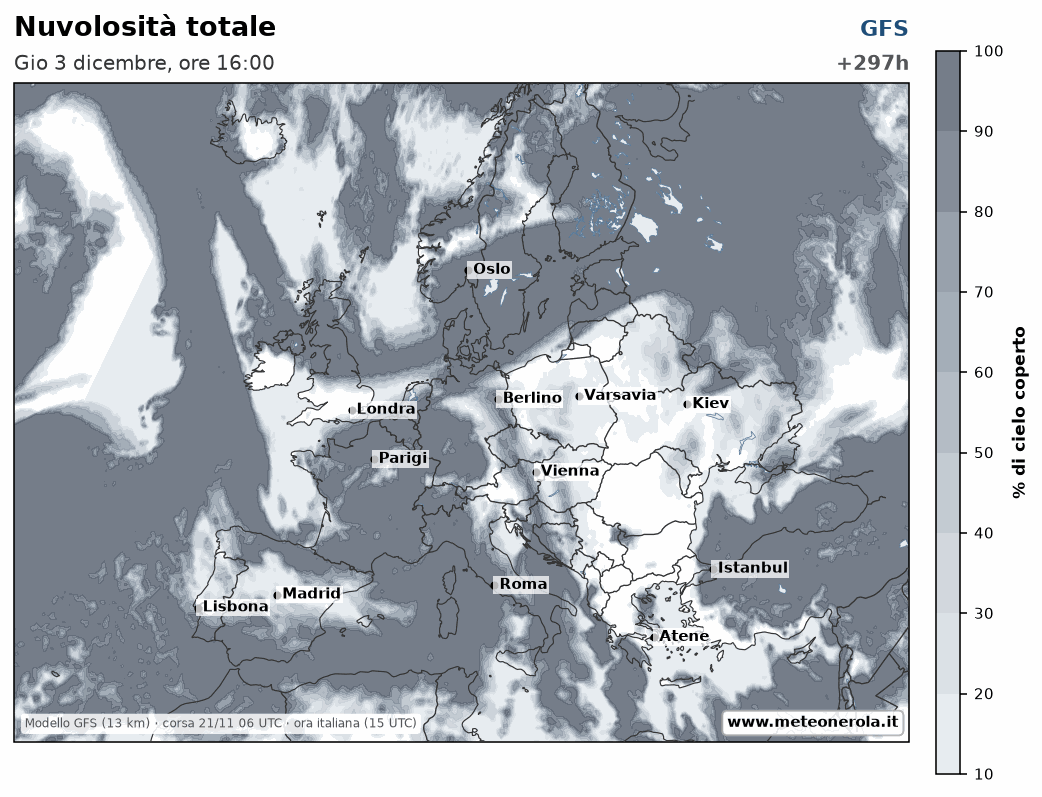 Nuvolosità totale
GFS
Gio 3 dicembre, ore 16:00
+297h
100
90
80
70
60
50
40
30
20
10
% di cielo coperto
Oslo
Berlino
Varsavia
Kiev
Londra
Parigi
Vienna
Istanbul
Roma
Madrid
Lisbona
Atene
Modello GFS (13 km) · corsa 21/11 06 UTC · ora italiana (15 UTC)
www.meteonerola.it